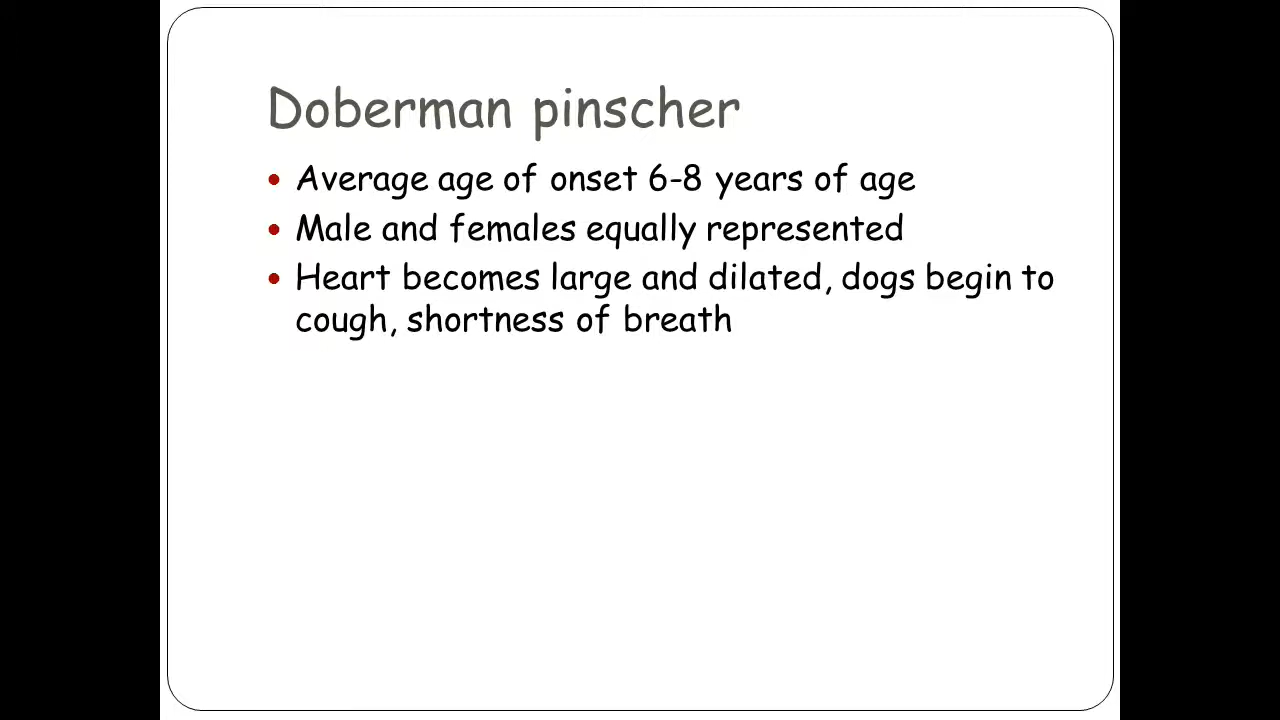 Doberman pinscher
• Average age of onset 6-8 years of age
• Male and females equally represented
• Heart becomes large and dilated, dogs begin to
cough, shortness of breath